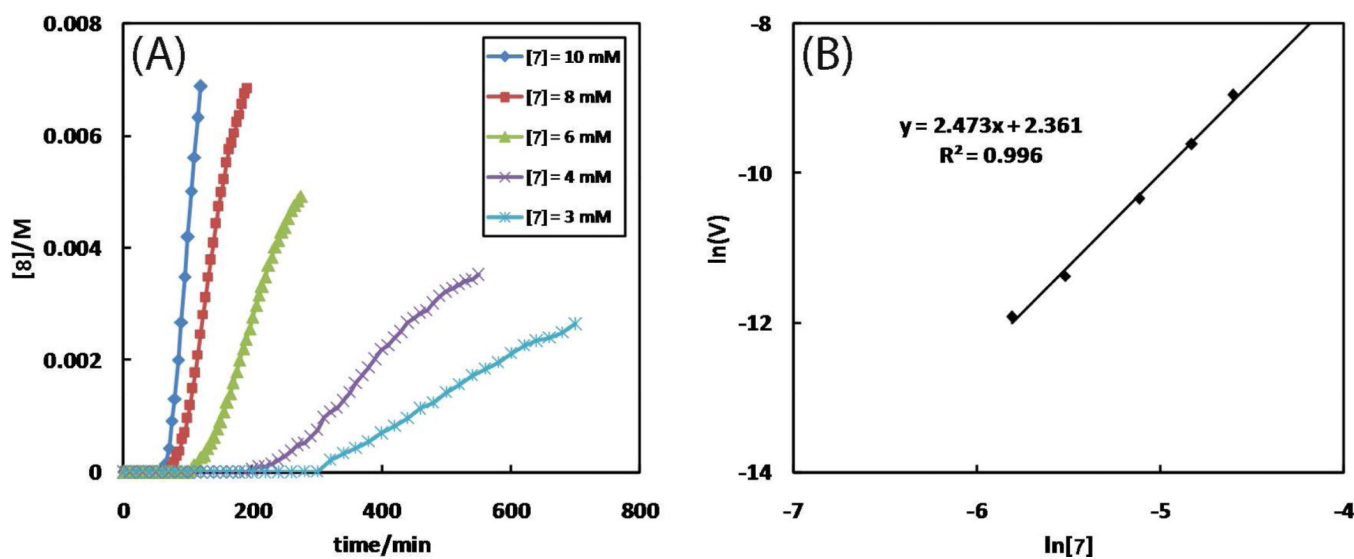 (A)
0.008
0.006
0.004
0.002
0
[8]/M
[7] = 10 mM
[7] = 8 mM
[7] = 6 mM
[7] = 4 mM
[7] = 3 mM
0 200 400 600 800
time/min
(B)
-8
-10
-12
-14
ln(V)
y = 2.473x + 2.361
R² = 0.996
-7 -6 -5 -4
ln[7]